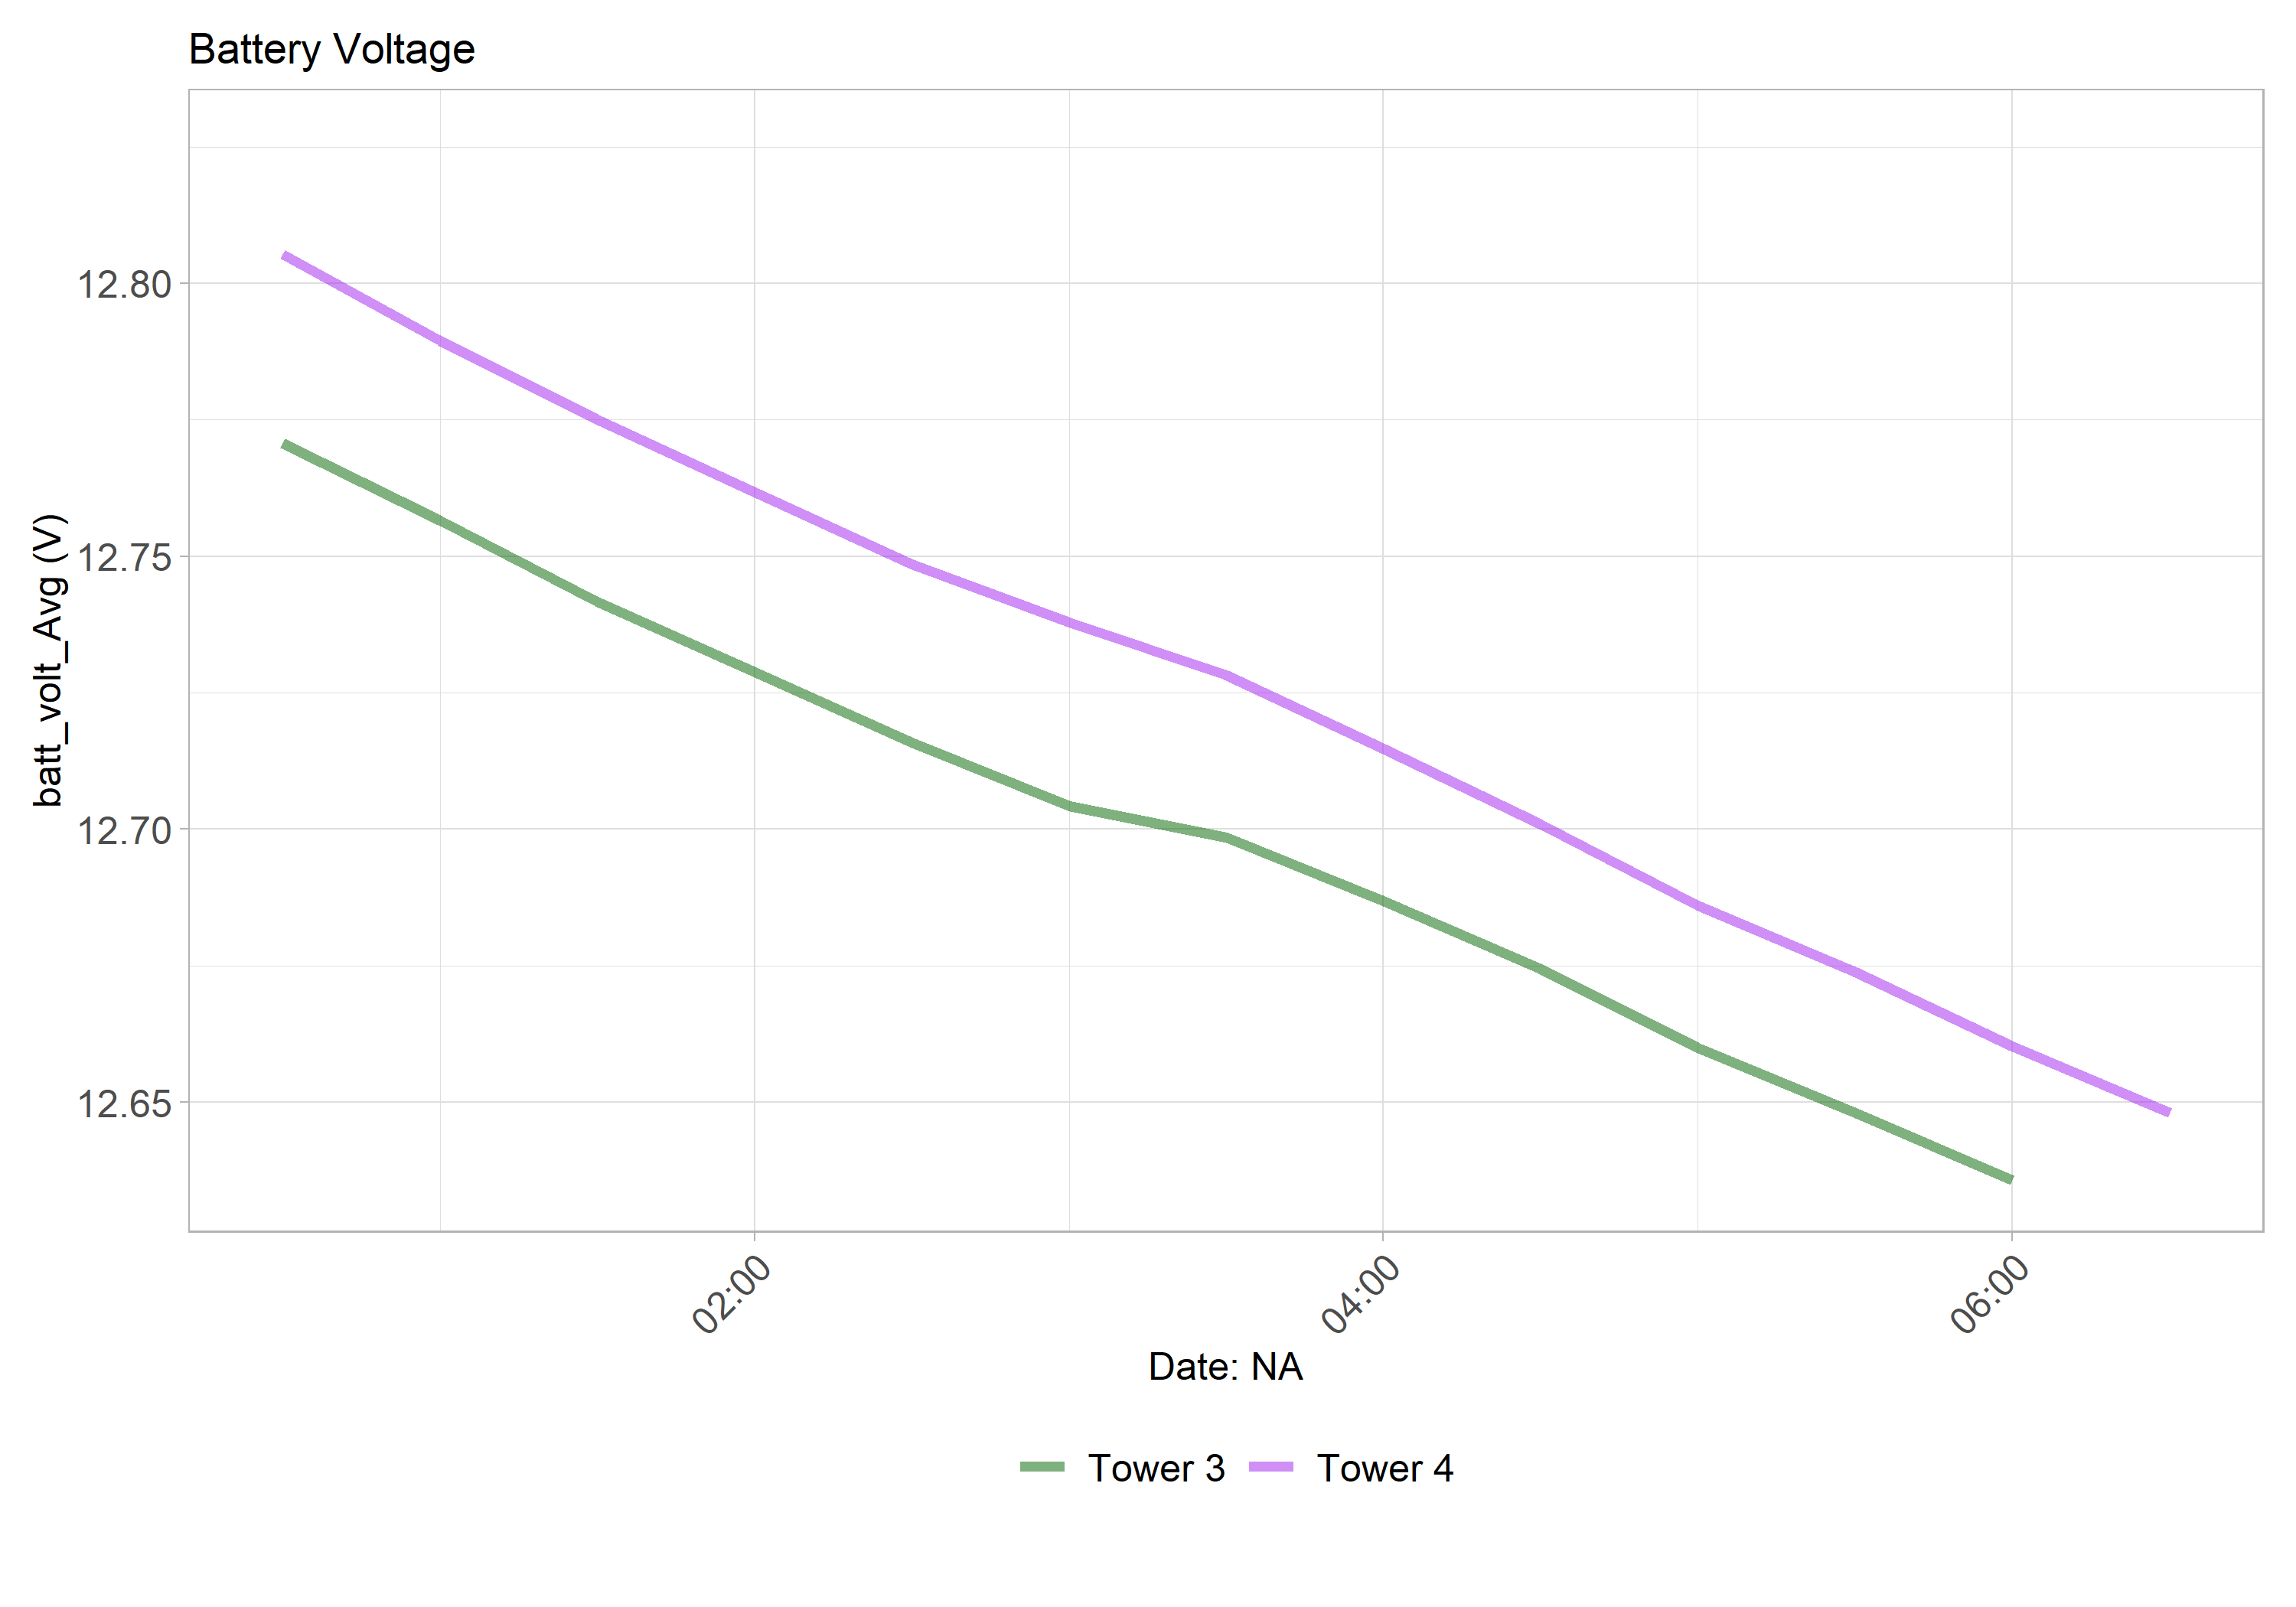 Battery Voltage
batt_volt_Avg (V)
12.80
12.75
12.70
12.65
02:00
04:00
06:00
Date: NA
Tower 3
Tower 4